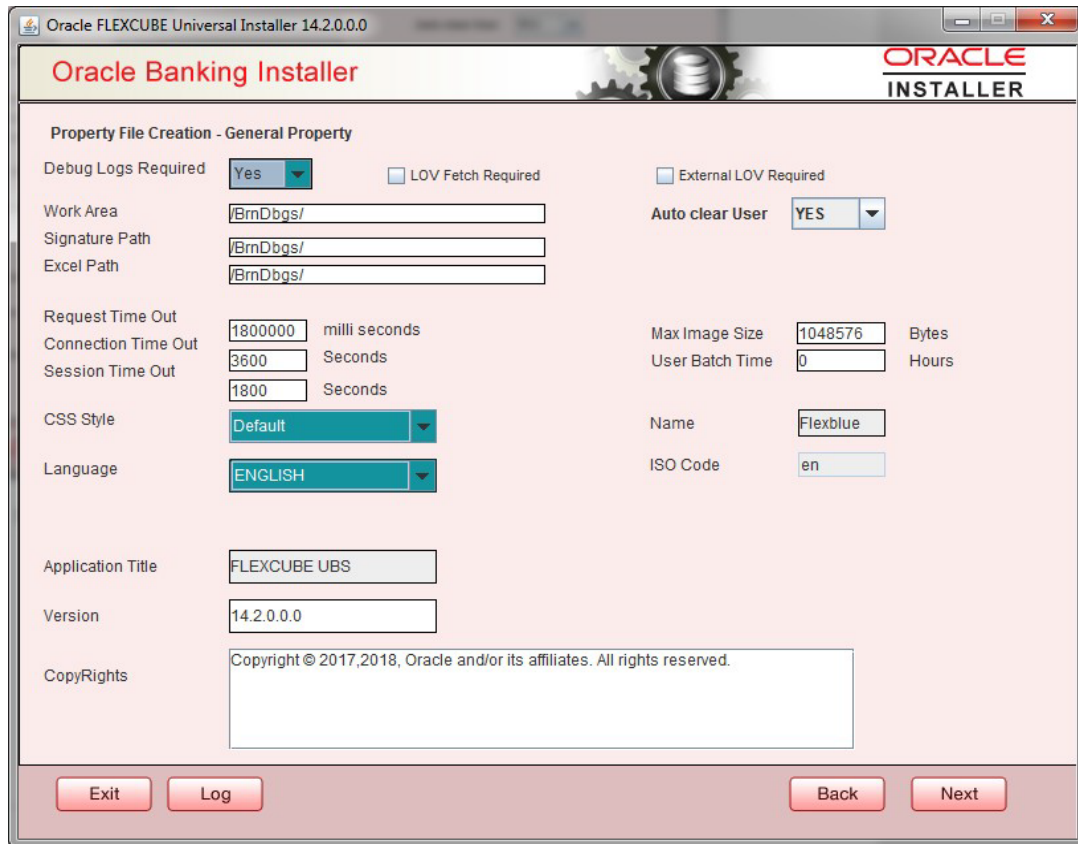 Oracle FLEXCUBE Universal Installer 14.2.0.0.0
Oracle Banking Installer
ORACLE
INSTALLER
Property File Creation - General Property
Debug Logs Required Yes LOV Fetch Required External LOV Required
Work Area /BrnDbgs/ Auto clear User YES
Signature Path /BrnDbgs/
Excel Path /BrnDbgs/
Request Time Out 1800000 milli seconds Max Image Size 1048576 Bytes
Connection Time Out 3600 Seconds User Batch Time 0 Hours
Session Time Out 1800 Seconds
CSS Style Default Name Flexblue
Language ENGLISH ISO Code en
Application Title FLEXCUBE UBS
Version 14.2.0.0.0
CopyRights Copyright © 2017,2018, Oracle and/or its affiliates. All rights reserved.
Exit Log Back Next